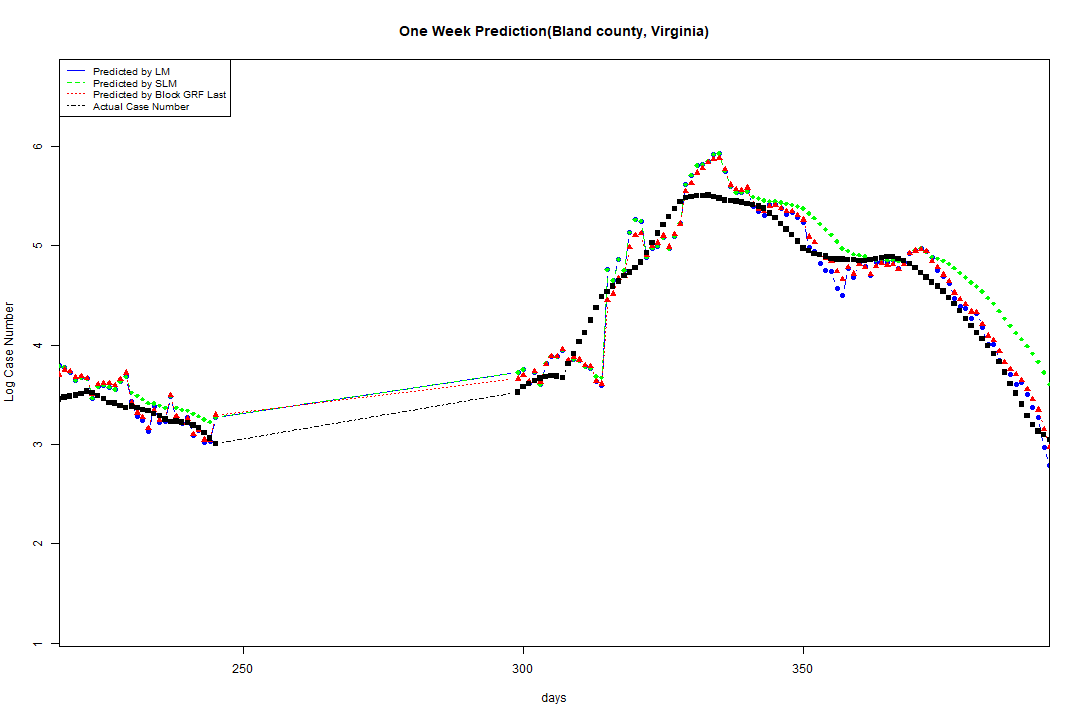 One Week Prediction(Bland county, Virginia)
Predicted by LM
Predicted by SLM
Predicted by Block GRF Last
Actual Case Number
6
5
4
3
2
1
Log Case Number
250 300 350
days